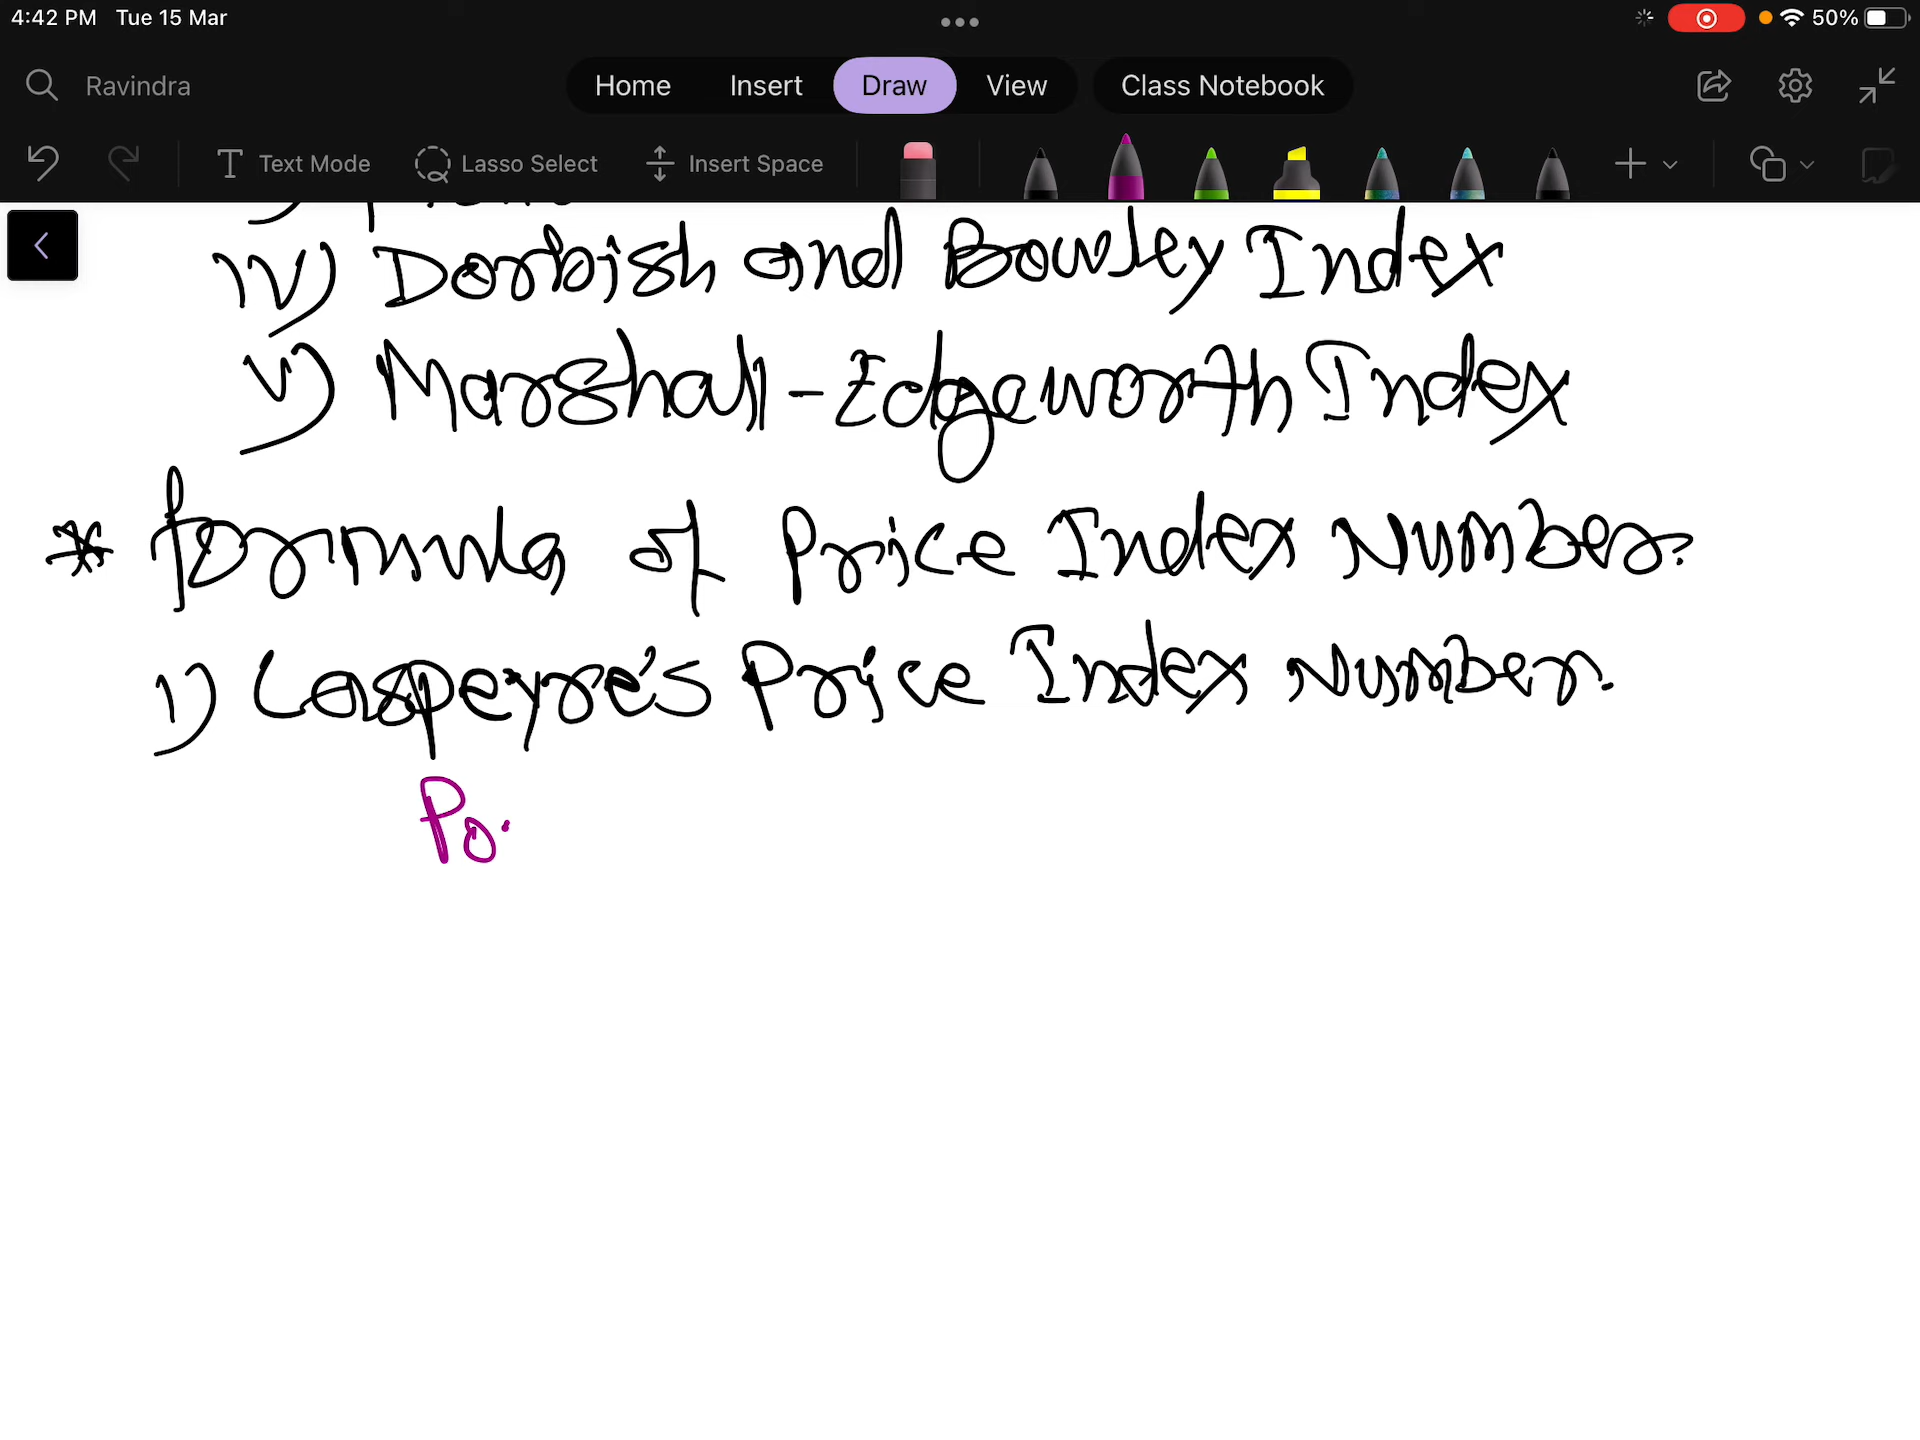 4:42 PM Tue 15 Mar 50%
Ravindra Home Insert Draw View Class Notebook
Text Mode Lasso Select Insert Space
IV) Dorbish and Bowley Index
V) Marshall-Edgeworth Index
* Formula of Price Index Number.
1) Laspeyre's Price Index Number.
Po.